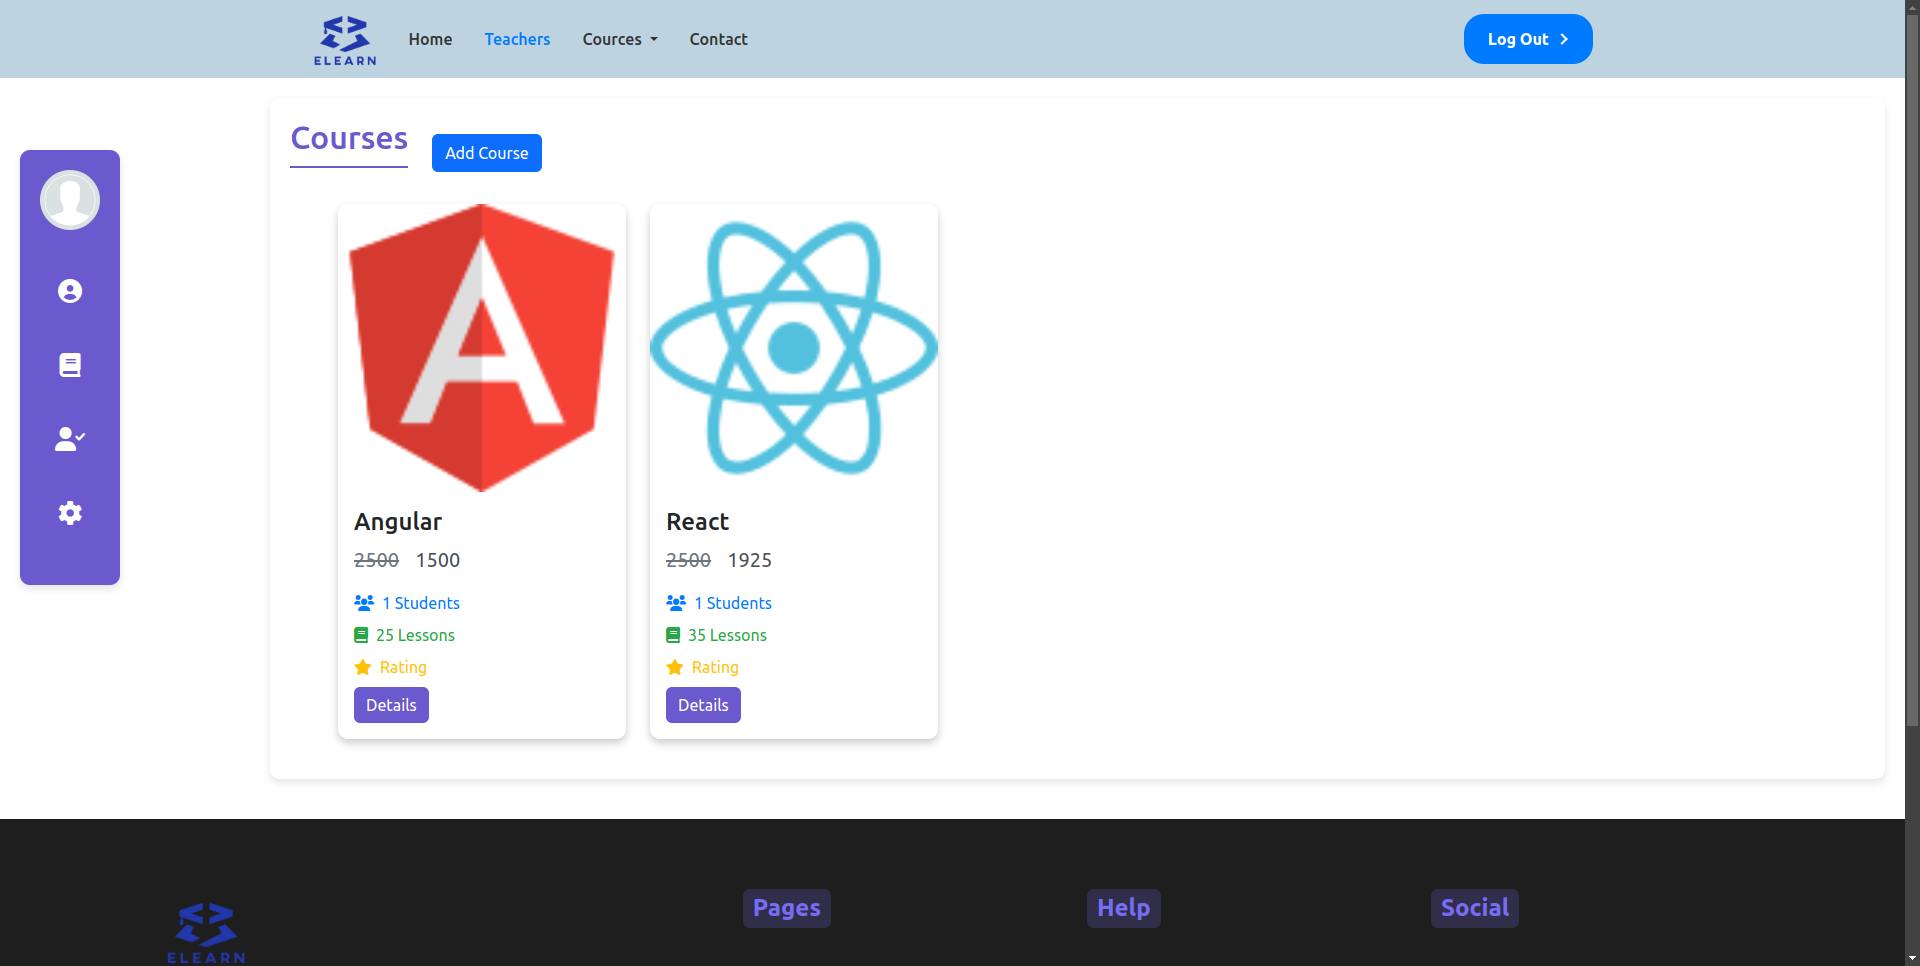 ELEARN
Home Teachers Cources Contact
Log Out
Courses
Add Course
Angular
2500 1500
1 Students
25 Lessons
Rating
Details
React
2500 1925
1 Students
35 Lessons
Rating
Details
ELEARN
Pages
Help
Social